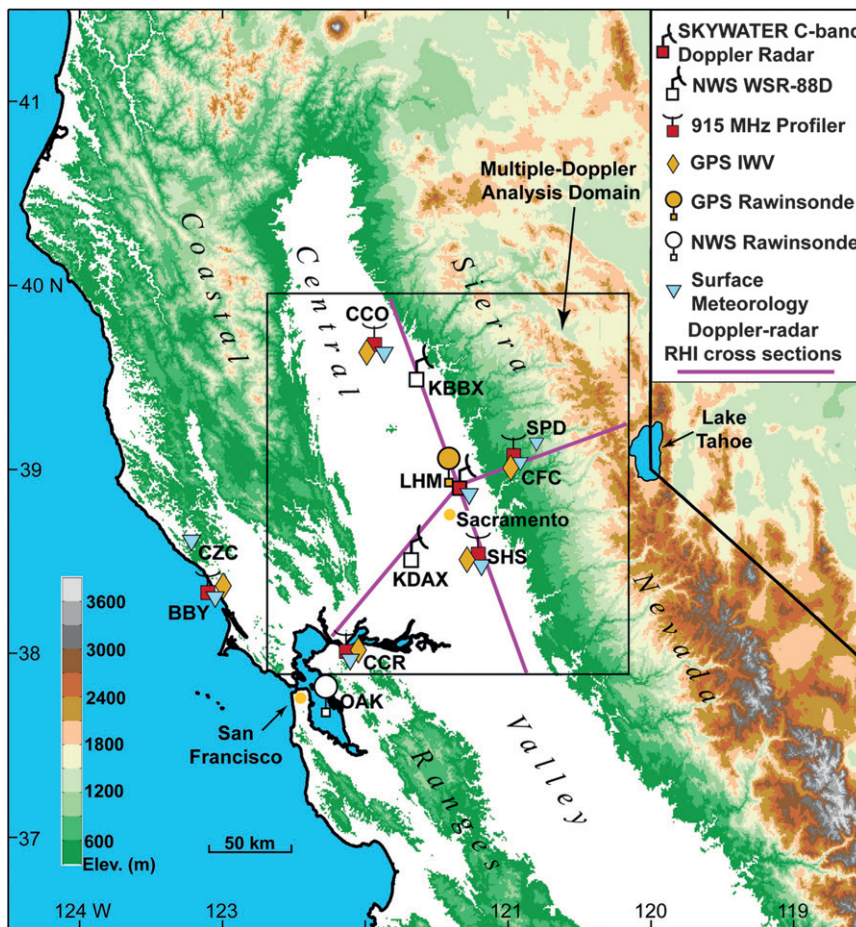 SKYWATER C-band
Doppler Radar
NWS WSR-88D
915 MHz Profiler
GPS IWV
GPS Rawinsonde
NWS Rawinsonde
Surface
Meteorology
Doppler-radar
RHI cross sections
41
40 N
39
38
37
Multiple-Doppler
Analysis Domain
Coastal
Central
Sierra
CCO
KBBX
SPD
Lake
Tahoe
LHM
CFC
Sacramento
CZC
KDAX
SHS
BBY
CCR
OAK
San
Francisco
Nevada
Valley
Ranges
3600
3000
2400
1800
1200
600
Elev. (m)
50 km
124 W
123
121
120
119